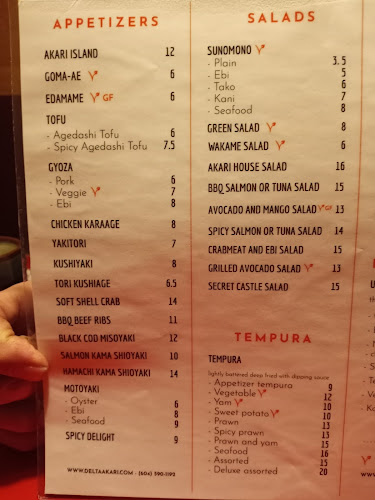 APPETIZERS
AKARI ISLAND 12
GOMA-AE 6
EDAMAME GF 6
TOFU
- Agedashi Tofu 6
- Spicy Agedashi Tofu 7.5
GYOZA
- Pork 6
- Veggie 7
- Ebi 8
CHICKEN KARAAGE 8
YAKITORI 7
KUSHIYAKI 8
TORI KUSHIAGE 6.5
SOFT SHELL CRAB 14
BBQ BEEF RIBS 11
BLACK COD MISOYAKI 12
SALMON KAMA SHIOYAKI 10
HAMACHI KAMA SHIOYAKI 14
MOTOYAKI
- Oyster 6
- Ebi 8
- Seafood 9
SPICY DELIGHT 9
WWW.DELTAAKARI.COM - (604) 590-1192
SALADS
SUNOMONO
- Plain 3.5
- Ebi 5
- Tako 6
- Kani 7
- Seafood 8
GREEN SALAD 8
WAKAME SALAD 6
AKARI HOUSE SALAD 16
BBQ SALMON OR TUNA SALAD 15
AVOCADO AND MANGO SALAD GF 13
SPICY SALMON OR TUNA SALAD 14
CRABMEAT AND EBI SALAD 15
GRILLED AVOCADO SALAD 13
SECRET CASTLE SALAD 15
TEMPURA
TEMPURA
lightly battered deep fried with dipping sauce
- Appetizer tempura 9
- Vegetable 12
- Yam 10
- Sweet potato 10
- Prawn 13
- Spicy prawn 13
- Prawn and yam 15
- Seafood 16
- Assorted 15
- Deluxe assorted 20